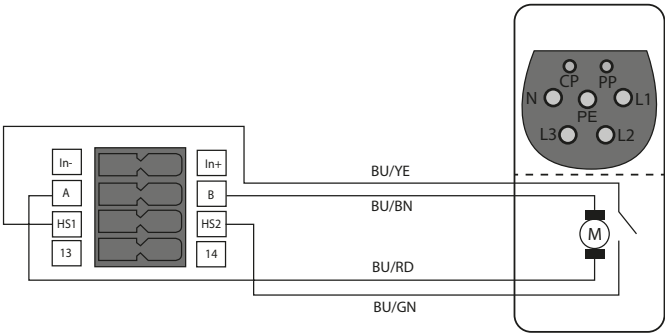 CP PP
N L1
PE
L3 L2
In- In+
BU/YE
A B
BU/BN
HS1 HS2
M
13 14
BU/RD
BU/GN